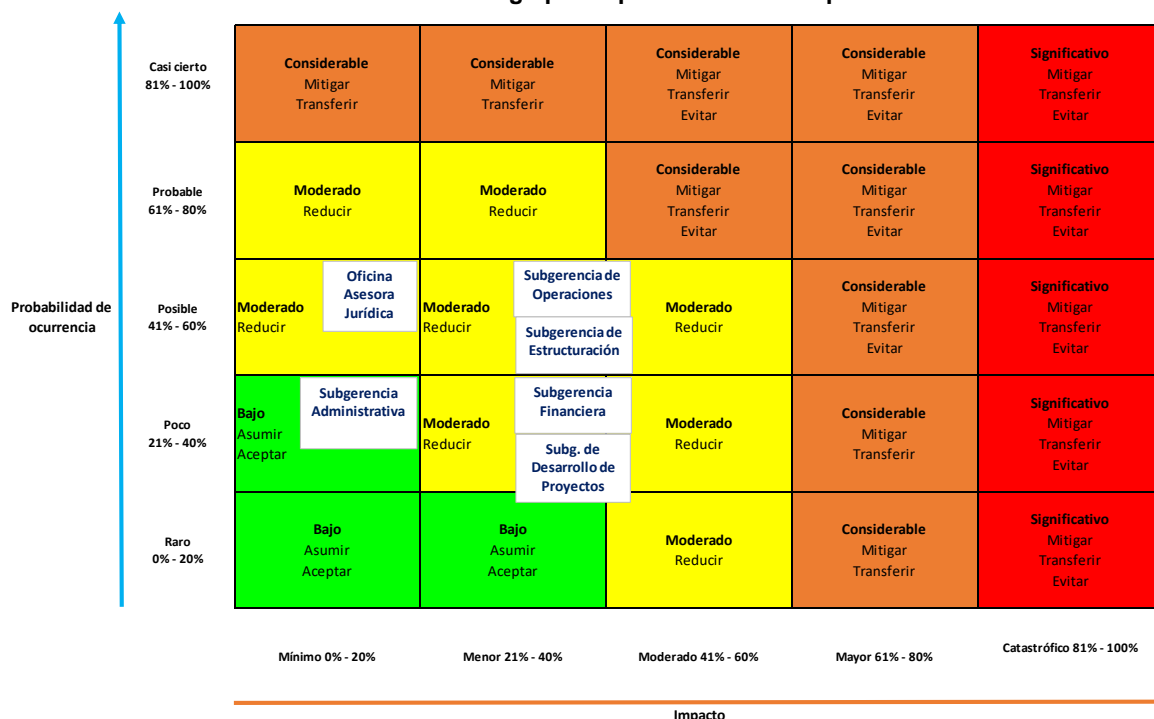 Casi cierto
81% - 100%
Considerable
Mitigar
Transferir
Considerable
Mitigar
Transferir
Considerable
Mitigar
Transferir
Evitar
Considerable
Mitigar
Transferir
Evitar
Significativo
Mitigar
Transferir
Evitar
Probable
61% - 80%
Moderado
Reducir
Moderado
Reducir
Considerable
Mitigar
Transferir
Evitar
Considerable
Mitigar
Transferir
Evitar
Significativo
Mitigar
Transferir
Evitar
Probabilidad de
ocurrencia
Posible
41% - 60%
Moderado
Reducir
Oficina
Asesora
Jurídica
Moderado
Reducir
Subgerencia de
Operaciones
Subgerencia de
Estructuración
Moderado
Reducir
Considerable
Mitigar
Transferir
Evitar
Significativo
Mitigar
Transferir
Evitar
Poco
21% - 40%
Bajo
Asumir
Aceptar
Subgerencia
Administrativa
Moderado
Reducir
Subgerencia
Financiera
Subg. de
Desarrollo de
Proyectos
Moderado
Reducir
Considerable
Mitigar
Transferir
Significativo
Mitigar
Transferir
Evitar
Raro
0% - 20%
Bajo
Asumir
Aceptar
Bajo
Asumir
Aceptar
Moderado
Reducir
Considerable
Mitigar
Transferir
Significativo
Mitigar
Transferir
Evitar
Mínimo 0% - 20%
Menor 21% - 40%
Moderado 41% - 60%
Mayor 61% - 80%
Catastrófico 81% - 100%
Impacto